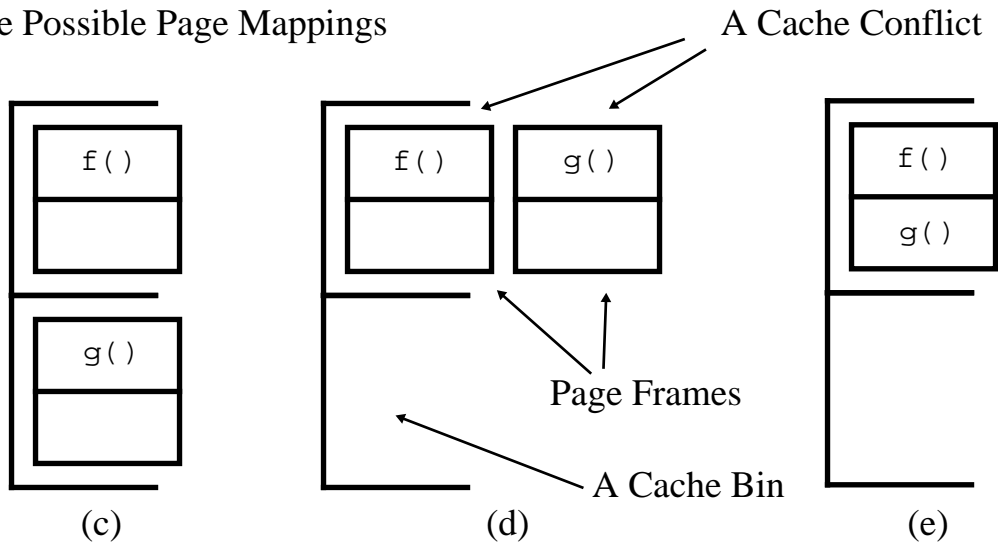 e Possible Page Mappings
A Cache Conflict
f()
f()
g()
f()
g()
g()
Page Frames
A Cache Bin
(c)
(d)
(e)